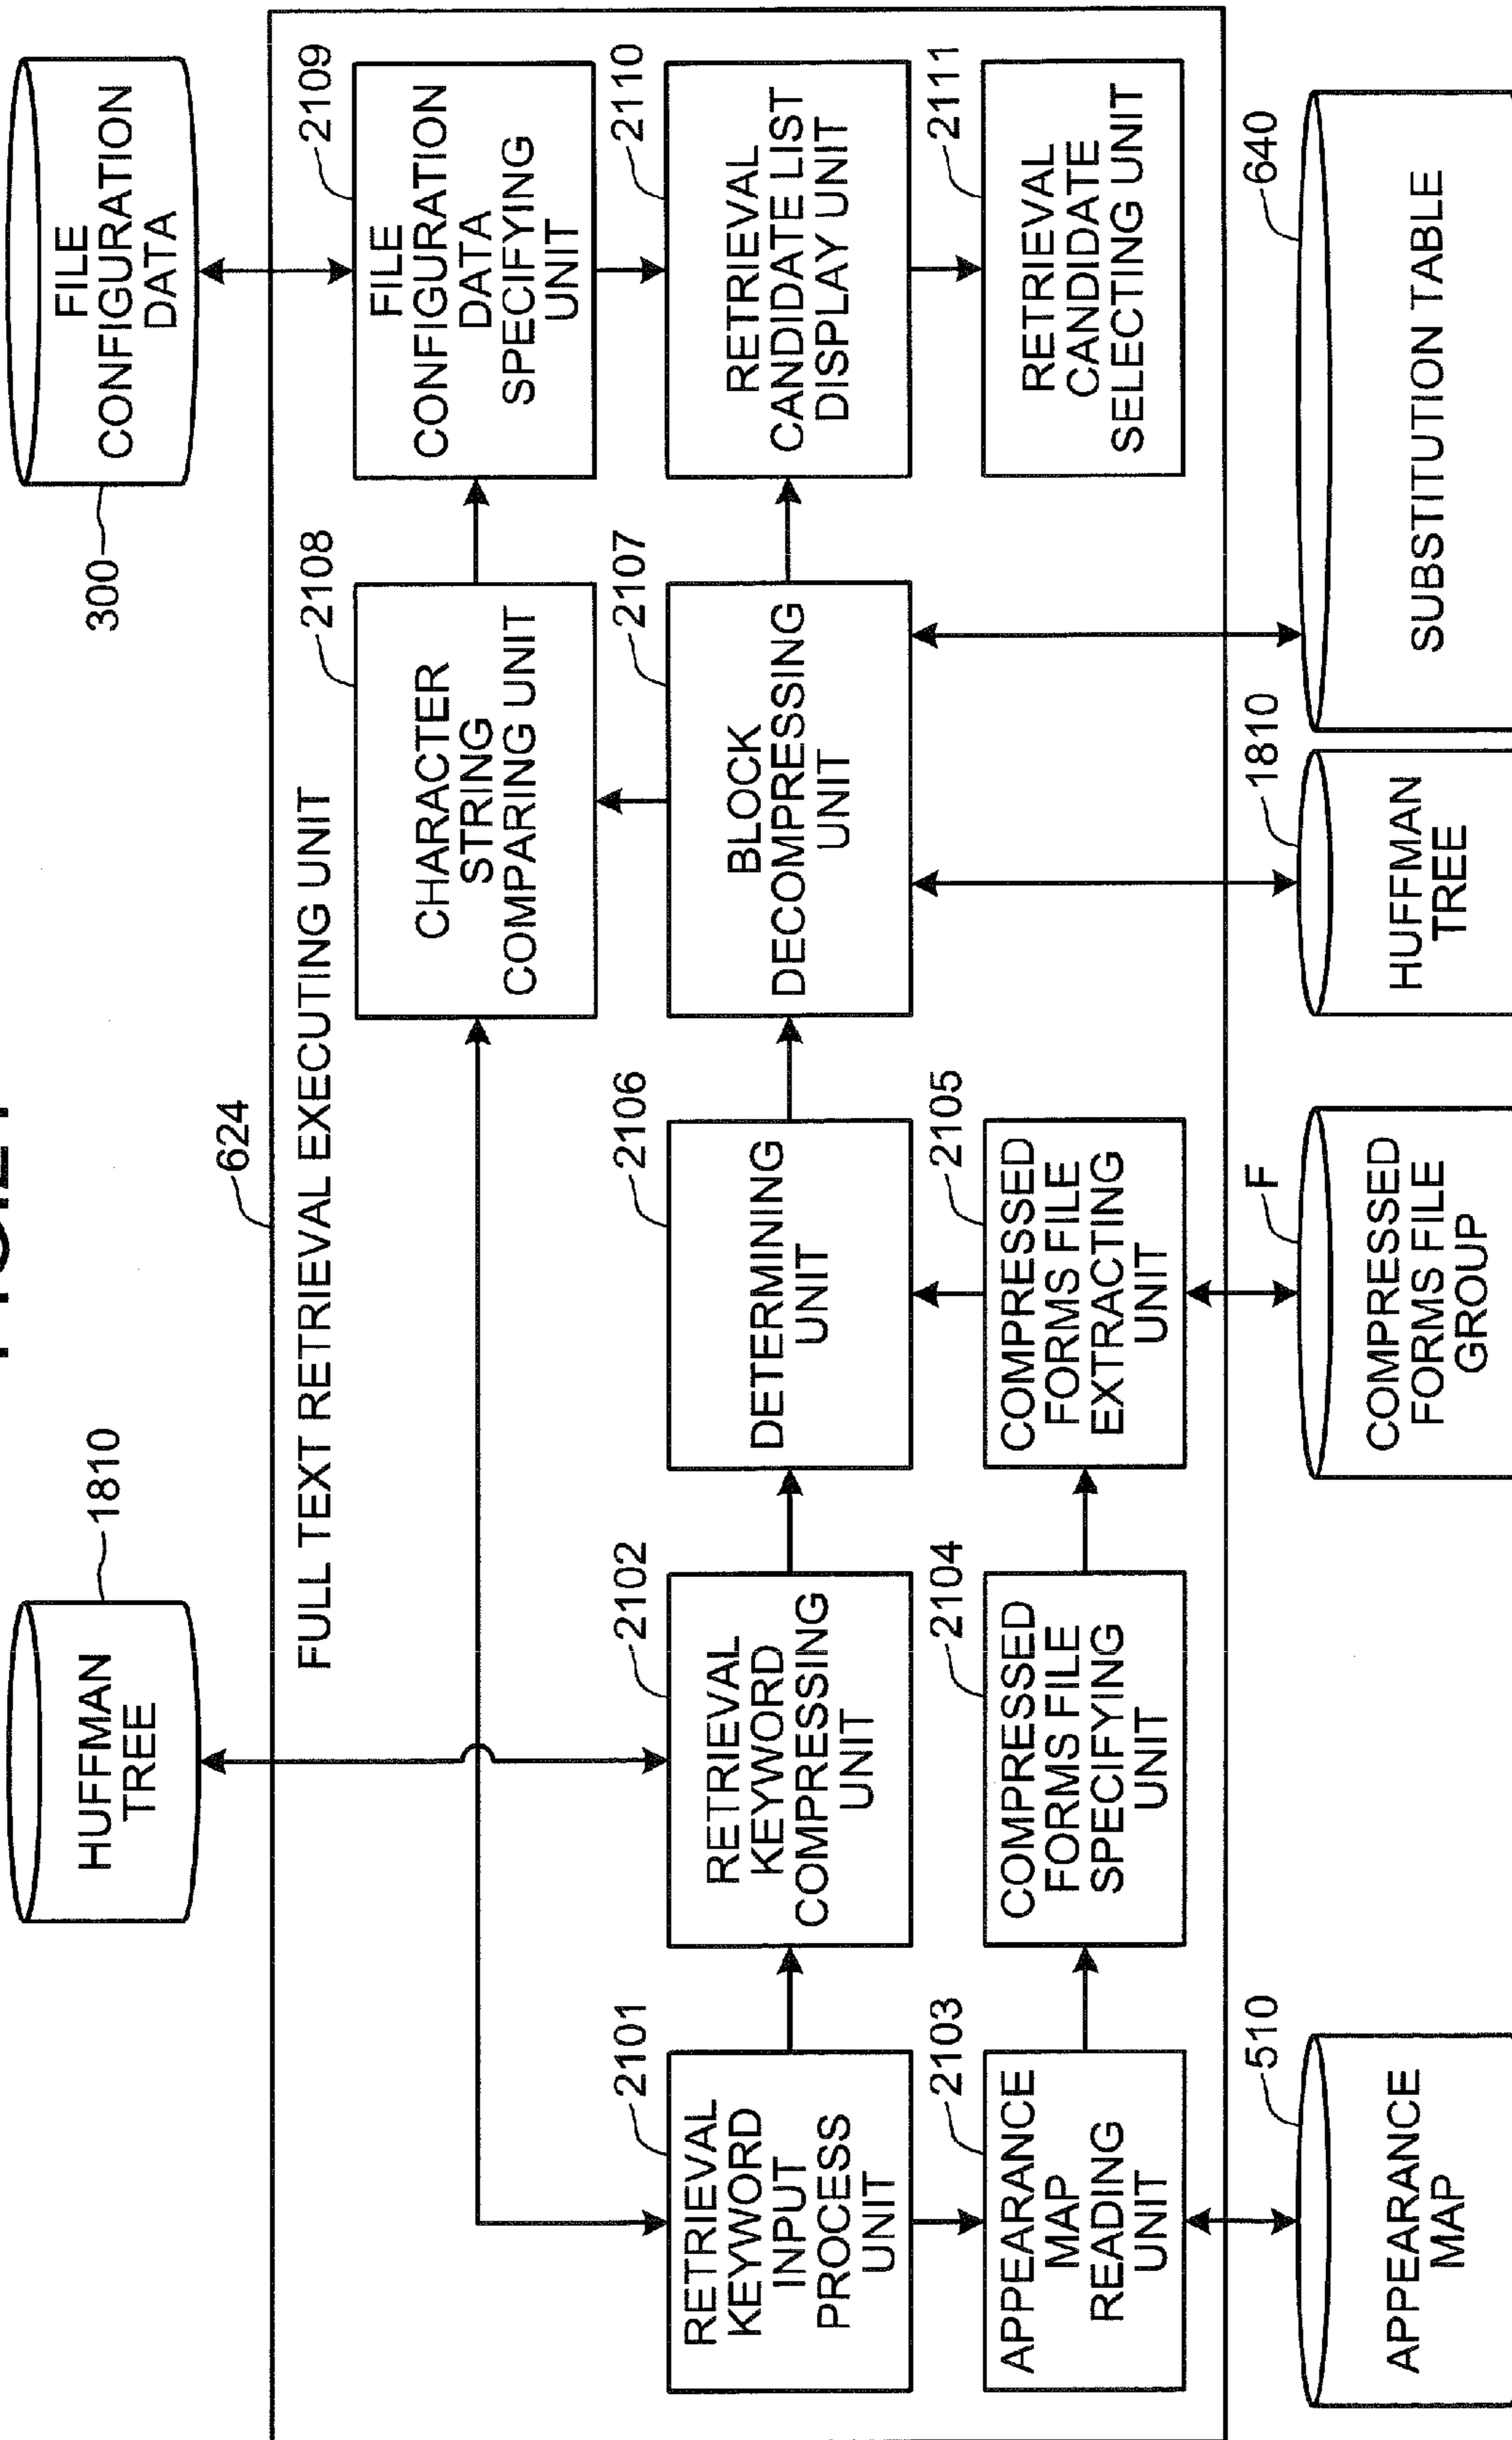 HUFFMAN
TREE
1810
FILE
CONFIGURATION
DATA
300
624
FULL TEXT RETRIEVAL EXECUTING UNIT
CHARACTER
STRING
COMPARING UNIT
2108
FILE
CONFIGURATION
DATA
SPECIFYING
UNIT
2109
RETRIEVAL
KEYWORD
INPUT
PROCESS
UNIT
2101
RETRIEVAL
KEYWORD
COMPRESSING
UNIT
2102
DETERMINING
UNIT
2106
BLOCK
DECOMPRESSING
UNIT
2107
RETRIEVAL
CANDIDATE LIST
DISPLAY UNIT
2110
APPEARANCE
MAP
READING
UNIT
2103
COMPRESSED
FORMS FILE
SPECIFYING
UNIT
2104
COMPRESSED
FORMS FILE
EXTRACTING
UNIT
2105
RETRIEVAL
CANDIDATE
SELECTING UNIT
2111
APPEARANCE
MAP
510
COMPRESSED
FORMS FILE
GROUP
F
HUFFMAN
TREE
1810
SUBSTITUTION TABLE
640